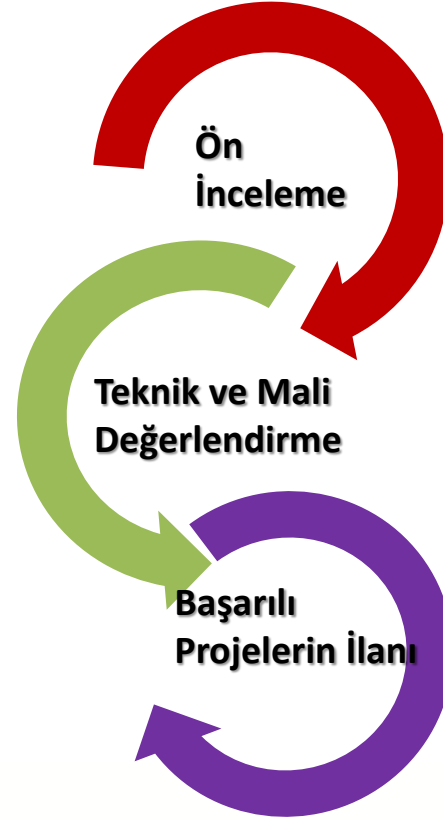 Ön
İnceleme
Teknik ve Mali
Değerlendirme
Başarılı
Projelerin İlanı